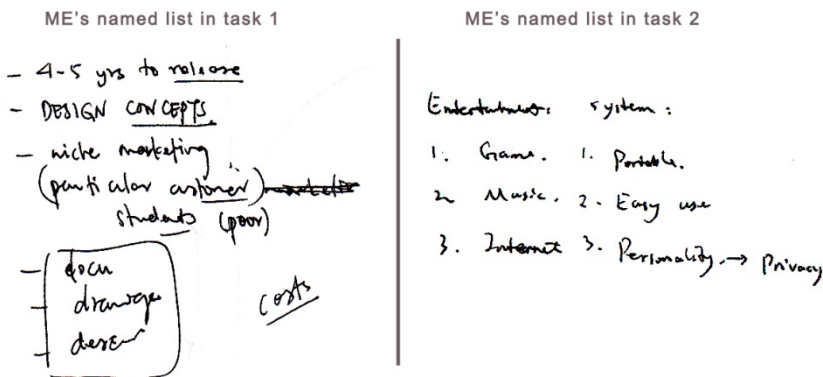 ME's named list in task 1
- 4-5 yrs to release
- DESIGN CONCEPTS
- niche marketing
(particular customer)
students (poor)
- docu
- drawings
-
costs
ME's named list in task 2
Entertainment: system:
1. Game. 1. Portable.
2 Music. 2. Easy use
3. Internet 3. Personality. → Privacy